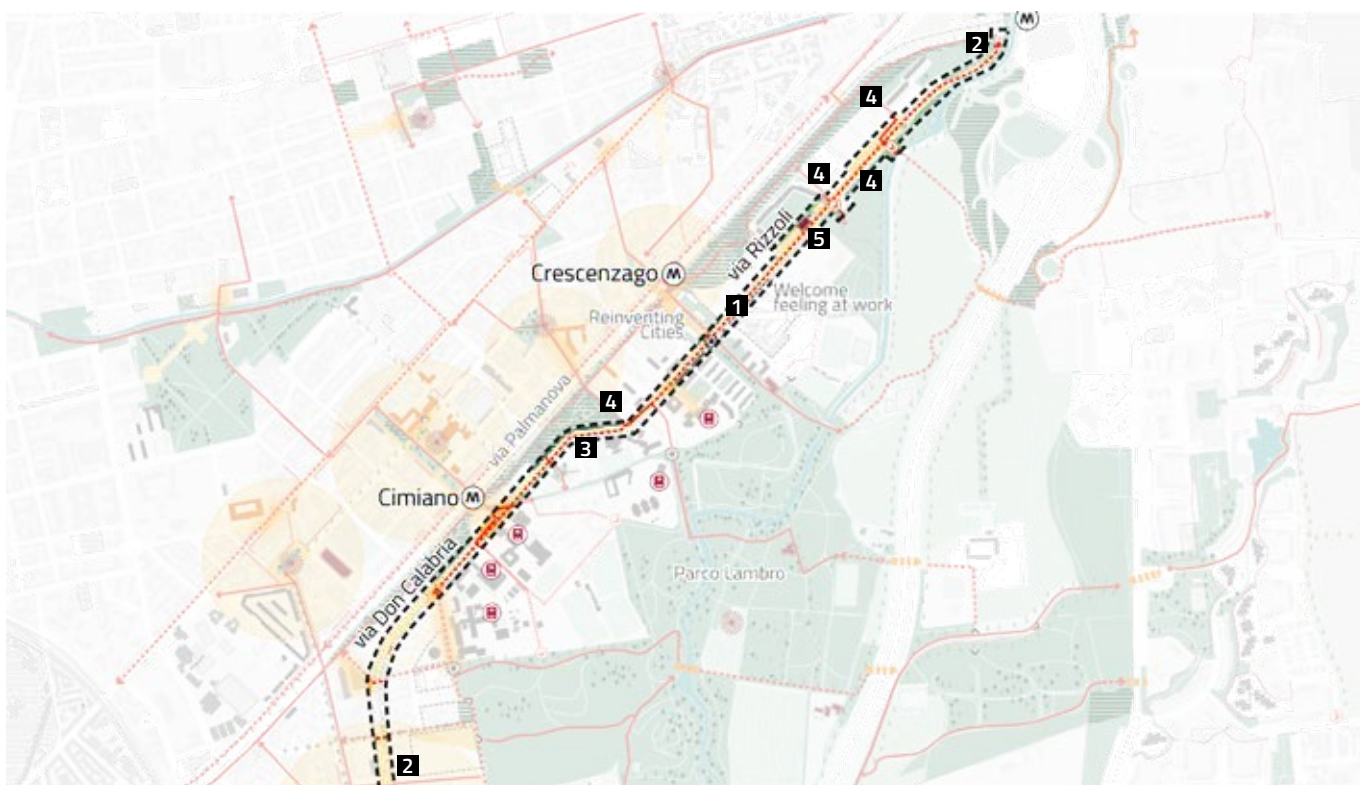 M
2
4
4
4
via Rizzoli
5
Crescenzago M
Welcome
feeling at work
1
Reinventing
Cities
via Palmanova
4
3
Cimiano M
via Don Calabria
Parco Lambro
2